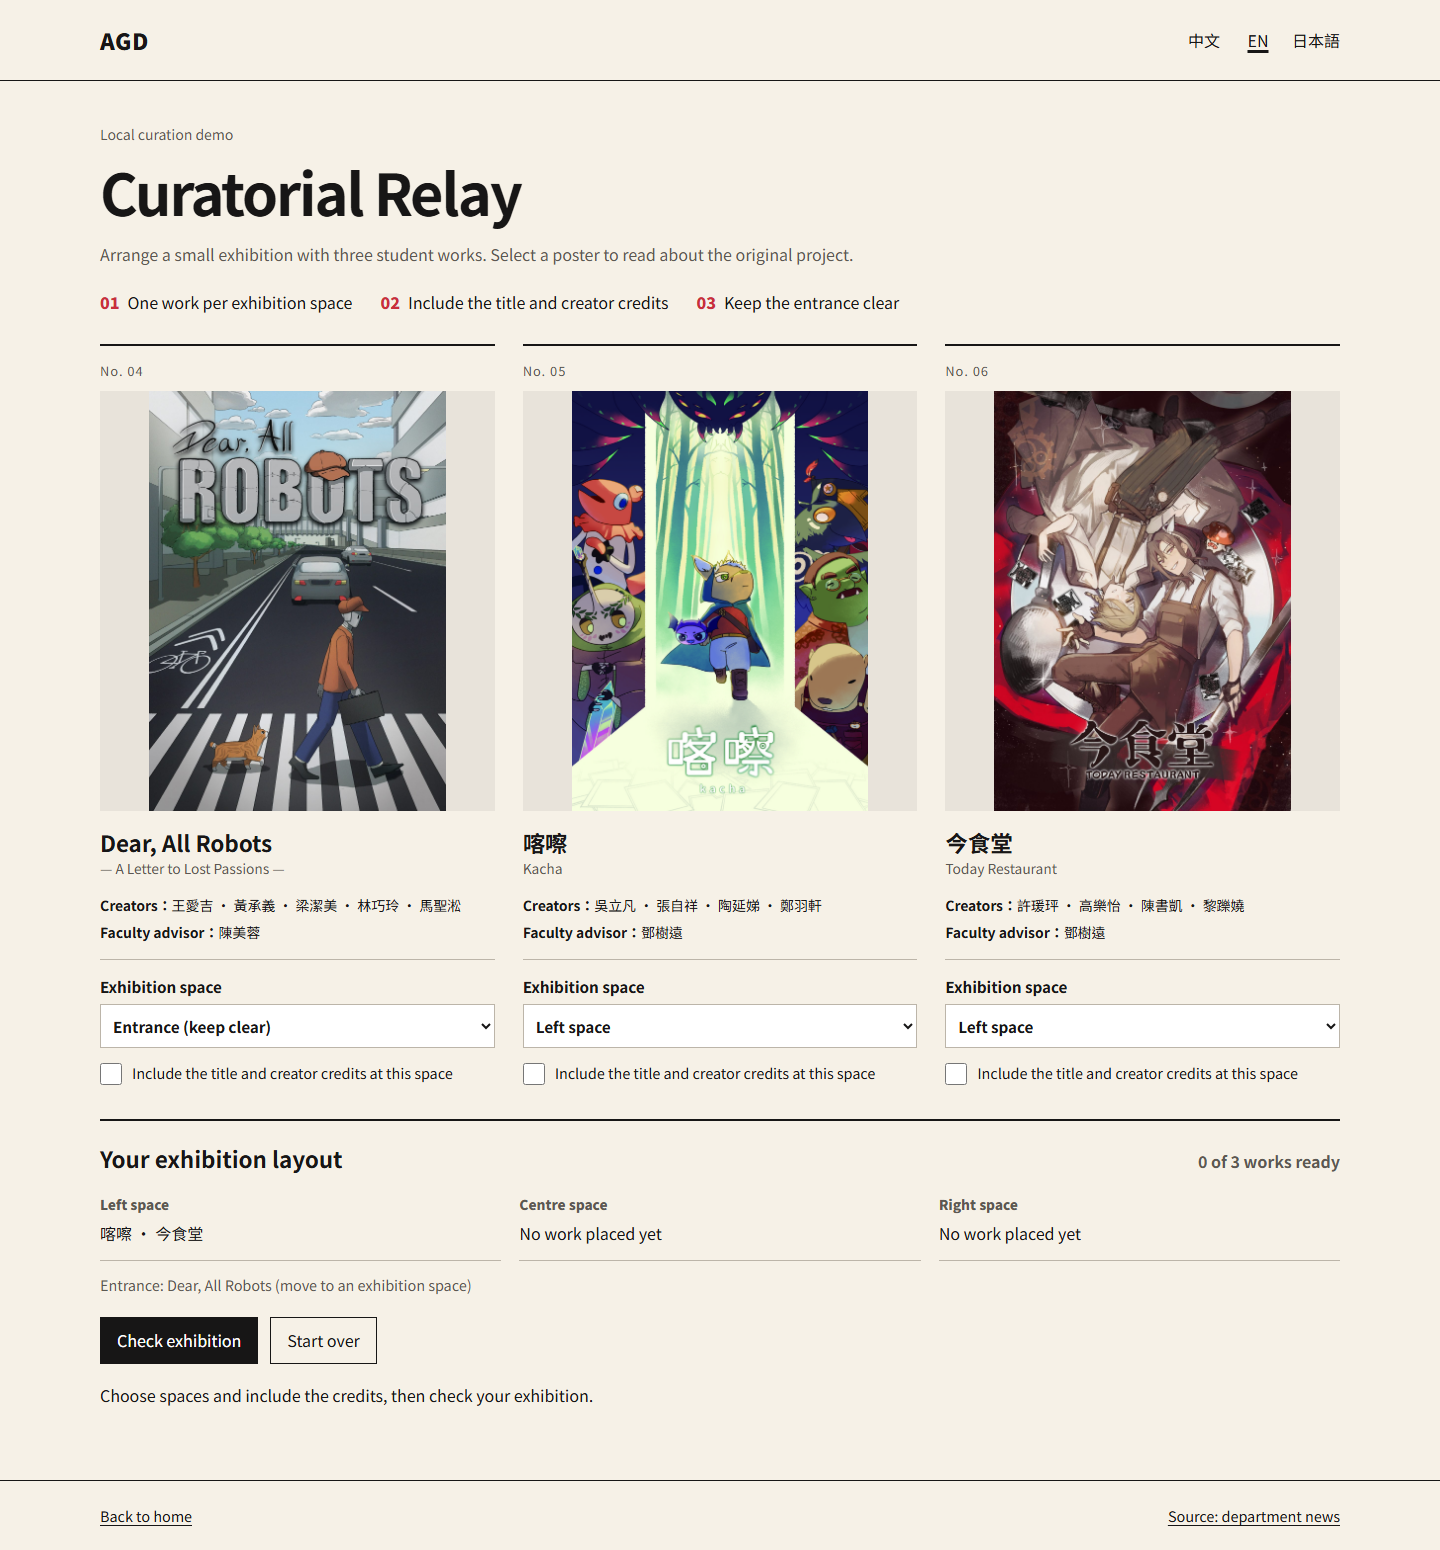 AGD
中文 EN 日本語
Local curation demo
Curatorial Relay
Arrange a small exhibition with three student works. Select a poster to read about the original project.
01 One work per exhibition space 02 Include the title and creator credits 03 Keep the entrance clear
No. 04
Dear, All
ROBOTS
Dear, All Robots
— A Letter to Lost Passions —
Creators：王愛吉 ・ 黃承義 ・ 梁潔美 ・ 林巧玲 ・ 馬聖淞
Faculty advisor：陳美蓉
Exhibition space
Entrance (keep clear)
Include the title and creator credits at this space
No. 05
喀嚓
kacha
喀嚓
Kacha
Creators：吳立凡 ・ 張自祥 ・ 陶延娣 ・ 鄭羽軒
Faculty advisor：鄧樹遠
Exhibition space
Left space
Include the title and creator credits at this space
No. 06
今食堂
TODAY RESTAURANT
今食堂
Today Restaurant
Creators：許瑗玶 ・ 高樂怡 ・ 陳書凱 ・ 黎躒嬈
Faculty advisor：鄧樹遠
Exhibition space
Left space
Include the title and creator credits at this space
Your exhibition layout
0 of 3 works ready
Left space
喀嚓 ・ 今食堂
Centre space
No work placed yet
Right space
No work placed yet
Entrance: Dear, All Robots (move to an exhibition space)
Check exhibition
Start over
Choose spaces and include the credits, then check your exhibition.
Back to home
Source: department news